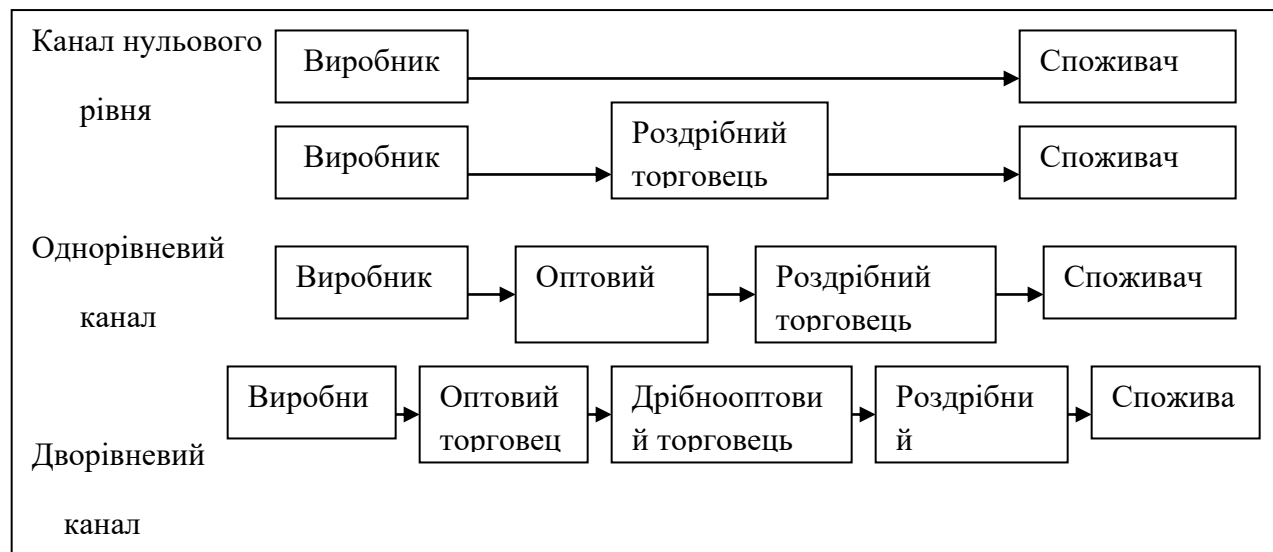 Канал нульового
рівня
Виробник
Споживач
Виробник
Роздрібний
торговець
Споживач
Однорівневий
канал
Виробник
Оптовий
Роздрібний
торговець
Споживач
Дворівневий
канал
Виробни
Оптовий
торговец
Дрібнооптови
й торговець
Роздрібни
й
Спожива